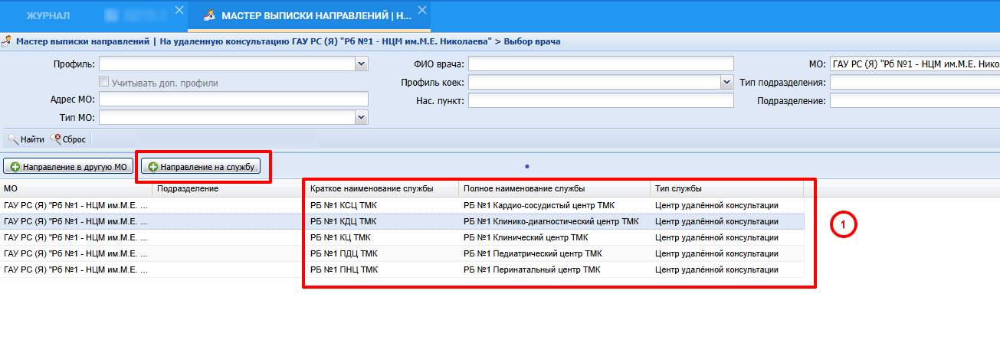 ЖУРНАЛ
МАСТЕР ВЫПИСКИ НАПРАВЛЕНИЙ | Н...
Мастер выписки направлений | На удаленную консультацию ГАУ РС (Я) "Рб №1 - НЦМ им.М.Е. Николаева" > Выбор врача
Профиль: ФИО врача: МО: ГАУ РС (Я) "Рб №1 - НЦМ им.М.Е. Нико
Учитывать доп. профили Профиль коек: Тип подразделения:
Адрес МО: Нас. пункт: Подразделение:
Тип МО:
Найти Сброс
Направление в другую МО Направление на службу
МО Подразделение Краткое наименование службы Полное наименование службы Тип службы
ГАУ РС (Я) "Рб №1 - НЦМ им.М.Е. ... РБ №1 КСЦ ТМК РБ №1 Кардио-сосудистый центр ТМК Центр удалённой консультации
ГАУ РС (Я) "Рб №1 - НЦМ им.М.Е. ... РБ №1 КДЦ ТМК РБ №1 Клинико-диагностический центр ТМК Центр удалённой консультации
ГАУ РС (Я) "Рб №1 - НЦМ им.М.Е. ... РБ №1 КЦ ТМК РБ №1 Клинический центр ТМК Центр удалённой консультации
ГАУ РС (Я) "Рб №1 - НЦМ им.М.Е. ... РБ №1 ПДЦ ТМК РБ №1 Педиатрический центр ТМК Центр удалённой консультации
ГАУ РС (Я) "Рб №1 - НЦМ им.М.Е. ... РБ №1 ПНЦ ТМК РБ №1 Перинатальный центр ТМК Центр удалённой консультации
1